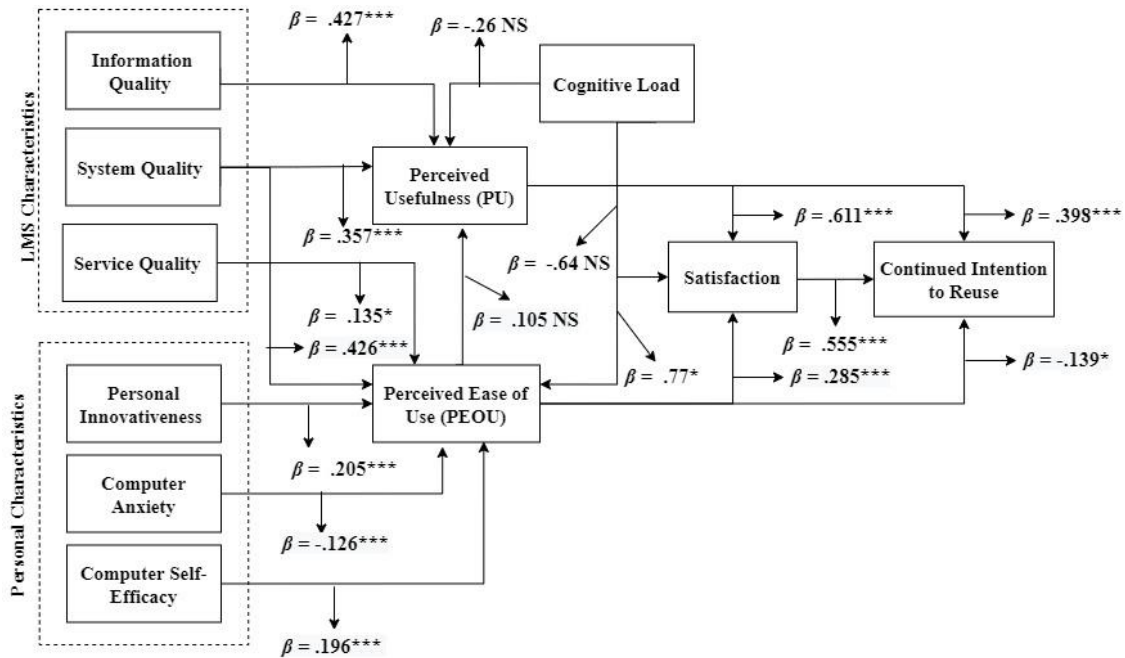 β = .427***
β = -.26 NS
Information
Quality
Cognitive Load
LMS Characteristics
System Quality
Perceived
Usefulness (PU)
β = .357***
β = .611***
β = .398***
Service Quality
β = -.64 NS
Satisfaction
Continued Intention
to Reuse
β = .135*
β = .105 NS
β = .426***
β = .555***
β = -.139*
β = .77*
β = .285***
Personal Characteristics
Personal
Innovativeness
Perceived Ease of
Use (PEOU)
β = .205***
Computer
Anxiety
β = -.126***
Computer Self-
Efficacy
β = .196***